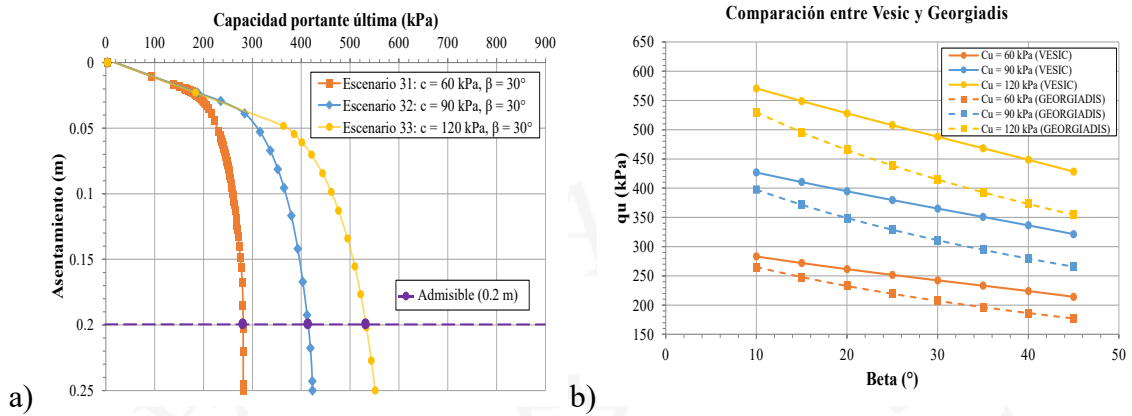 Capacidad portante última (kPa)
0 100 200 300 400 500 600 700 800 900
0
0.05
0.1
0.15
0.2
0.25
Asentamiento (m)
Escenario 31: c = 60 kPa, β = 30°
Escenario 32: c = 90 kPa, β = 30°
Escenario 33: c = 120 kPa, β = 30°
Admisible (0.2 m)
a)
Comparación entre Vesic y Georgiadis
650
600
550
500
450
400
350
300
250
200
150
qu (kPa)
Cu = 60 kPa (VESIC)
Cu = 90 kPa (VESIC)
Cu = 120 kPa (VESIC)
Cu = 60 kPa (GEORGIADIS)
Cu = 90 kPa (GEORGIADIS)
Cu = 120 kPa (GEORGIADIS)
0 10 20 30 40 50
Beta (°)
b)